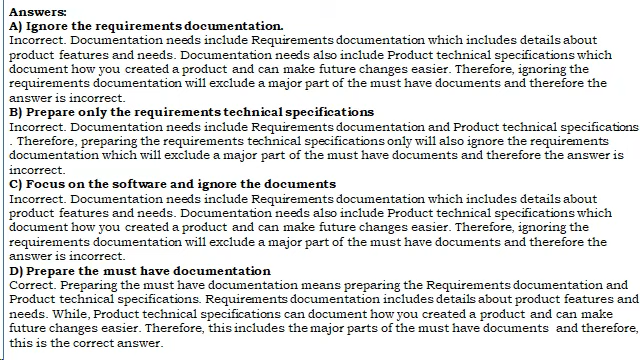 Answers:
A) Ignore the requirements documentation.
Incorrect. Documentation needs include Requirements documentation which includes details about
product features and needs. Documentation needs also include Product technical specifications which
document how you created a product and can make future changes easier. Therefore, ignoring the
requirements documentation will exclude a major part of the must have documents and therefore the
answer is incorrect.
B) Prepare only the requirements technical specifications
Incorrect. Documentation needs include Requirements documentation and Product technical specifications
. Therefore, preparing the requirements technical specifications only will also ignore the requirements
documentation which will exclude a major part of the must have documents and therefore the answer is
incorrect.
C) Focus on the software and ignore the documents
Incorrect. Documentation needs include Requirements documentation which includes details about
product features and needs. Documentation needs also include Product technical specifications which
document how you created a product and can make future changes easier. Therefore, ignoring the
requirements documentation will exclude a major part of the must have documents and therefore the
answer is incorrect.
D) Prepare the must have documentation
Correct. Preparing the must have documentation means preparing the Requirements documentation and
Product technical specifications. Requirements documentation includes details about product features and
needs. While, Product technical specifications can document how you created a product and can make
future changes easier. Therefore, this includes the major parts of the must have documents and therefore,
this is the correct answer.